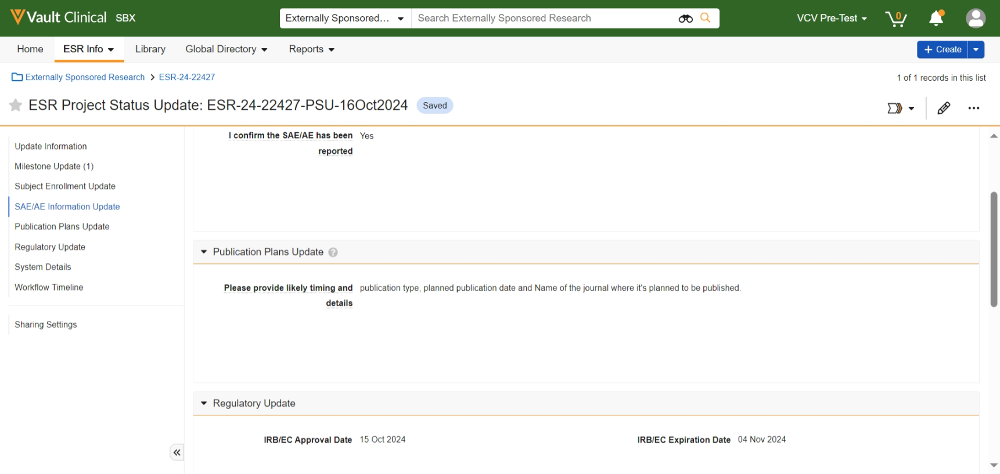 Vault Clinical SBX
Externally Sponsored... Search Externally Sponsored Research
VCV Pre-Test 0
Home ESR Info Library Global Directory Reports + Create
Externally Sponsored Research > ESR-24-22427
1 of 1 records in this list
ESR Project Status Update: ESR-24-22427-PSU-16Oct2024 Saved
Update Information
Milestone Update (1)
Subject Enrollment Update
SAE/AE Information Update
Publication Plans Update
Regulatory Update
System Details
Workflow Timeline
Sharing Settings
I confirm the SAE/AE has been Yes
reported
Publication Plans Update ?
Please provide likely timing and publication type, planned publication date and Name of the journal where it's planned to be published.
details
Regulatory Update
IRB/EC Approval Date 15 Oct 2024 IRB/EC Expiration Date 04 Nov 2024